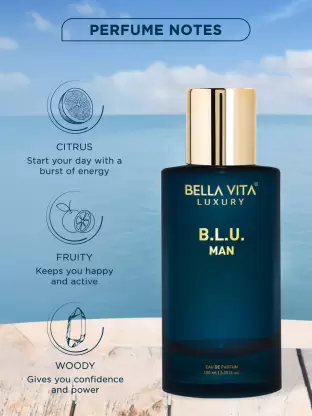 PERFUME NOTES
CITRUS
Start your day with a
burst of energy
FRUITY
Keeps you happy
and active
WOODY
Gives you confidence
and power
BELLA VITA®
LUXURY
B.L.U.
MAN
EAU DE PARFUM